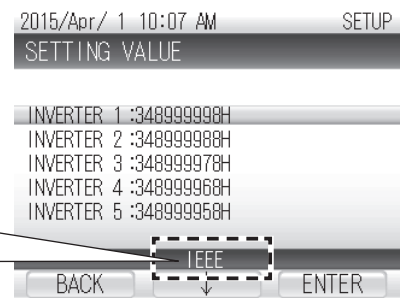 2015/Apr/ 1 10:07 AM SETUP
SETTING VALUE
INVERTER 1 :348999998H
INVERTER 2 :348999988H
INVERTER 3 :348999978H
INVERTER 4 :348999968H
INVERTER 5 :348999958H
IEEE
BACK ↓ ENTER